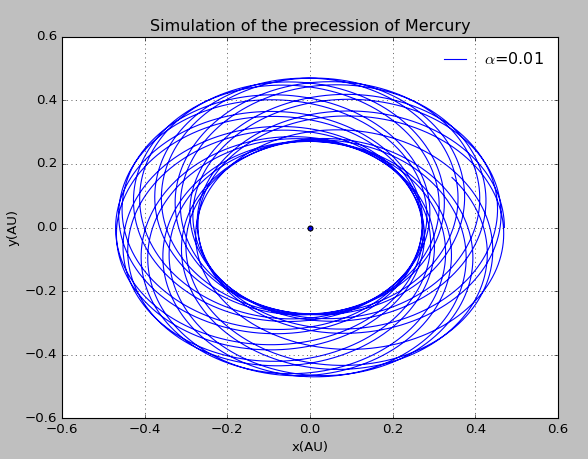 Simulation of the precession of Mercury
α=0.01
0.6
0.4
0.2
0.0
−0.2
−0.4
−0.6
y(AU)
−0.6 −0.4 −0.2 0.0 0.2 0.4 0.6
x(AU)